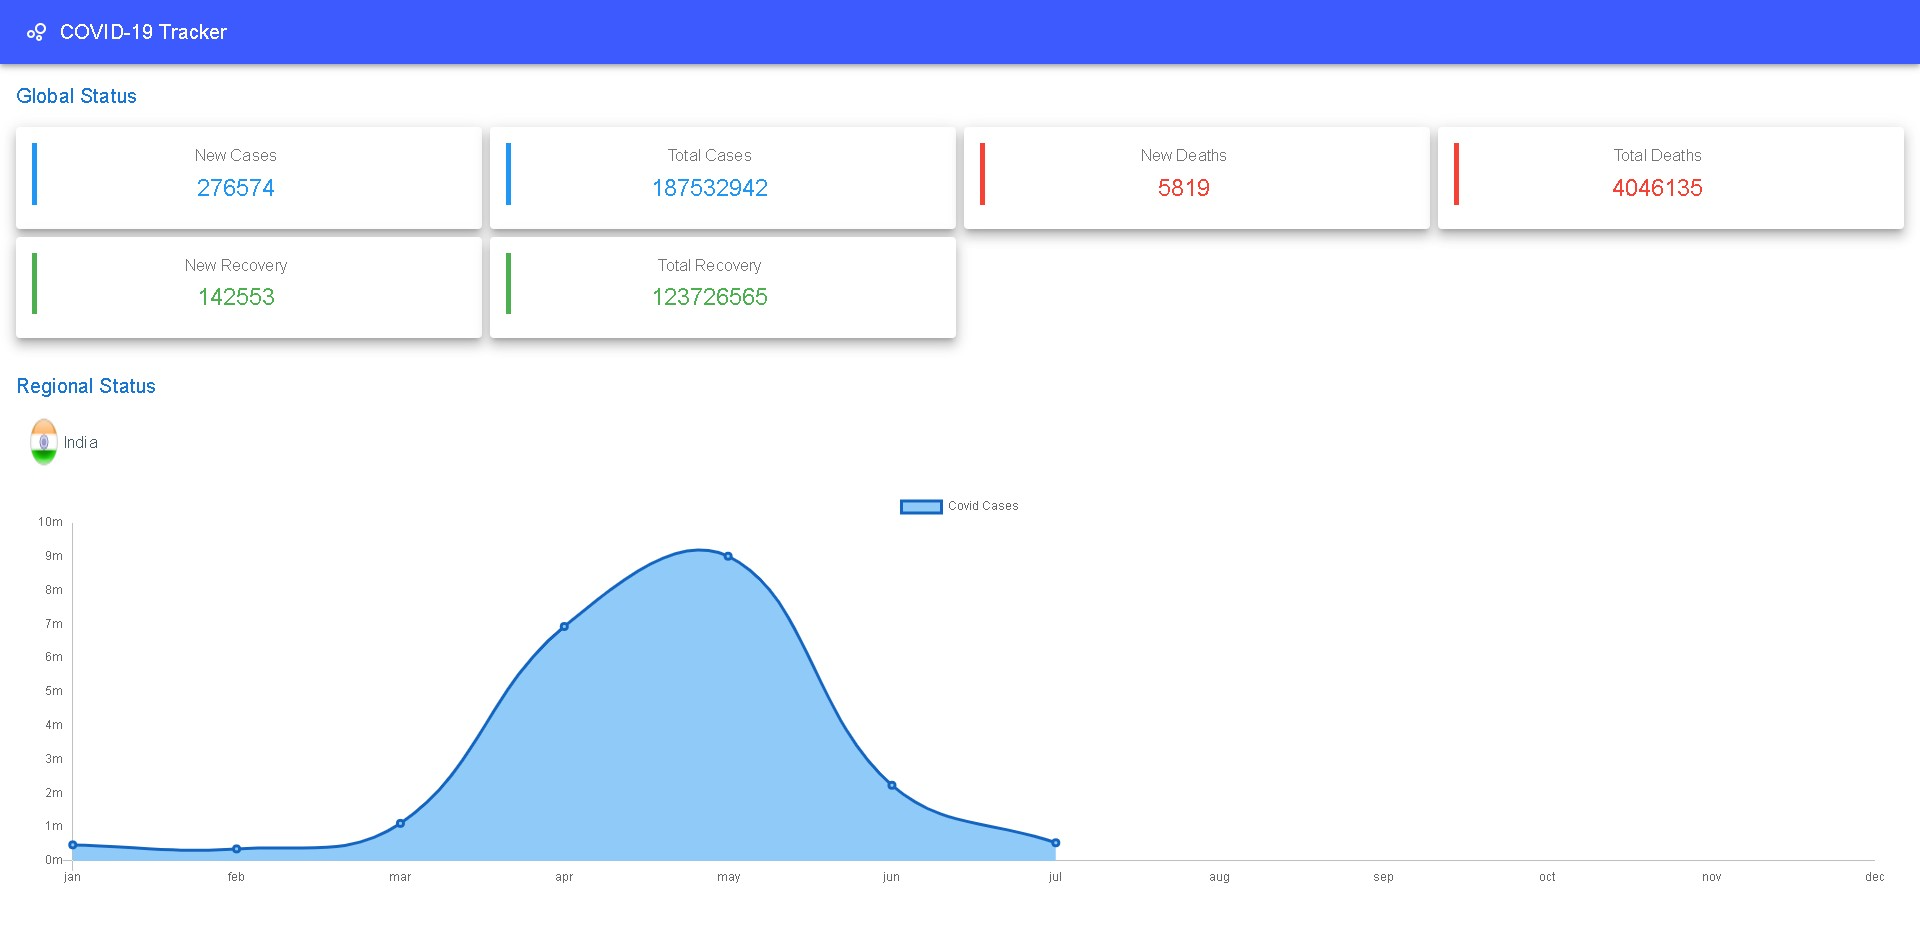 COVID-19 Tracker
Global Status
New Cases
276574
Total Cases
187532942
New Deaths
5819
Total Deaths
4046135
New Recovery
142553
Total Recovery
123726565
Regional Status
India
Covid Cases
10m
9m
8m
7m
6m
5m
4m
3m
2m
1m
0m
jan feb mar apr may jun jul aug sep oct nov dec